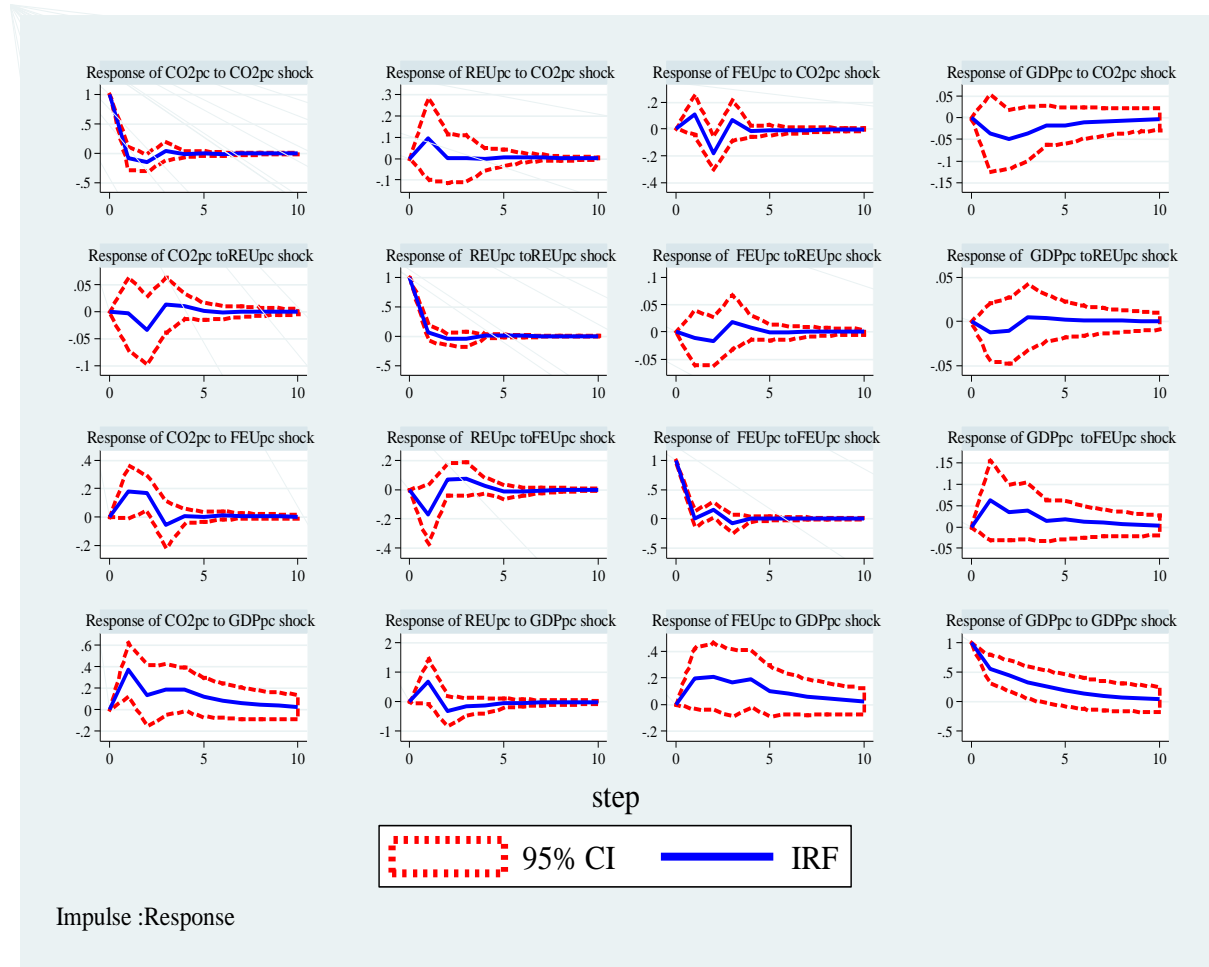 Response of CO2pc to CO2pc shock
1
.5
0
-.5
0 5 10
Response of REUpc to CO2pc shock
.3
.2
.1
0
-.1
0 5 10
Response of FEUpc to CO2pc shock
.2
0
-.2
-.4
0 5 10
Response of GDPpc to CO2pc shock
.05
0
-.05
-.1
-.15
0 5 10
Response of CO2pc toREUpc shock
.05
0
-.05
-.1
0 5 10
Response of REUpc toREUpc shock
1
.5
0
-.5
0 5 10
Response of FEUpc toREUpc shock
.1
.05
0
-.05
0 5 10
Response of GDPpc toREUpc shock
.05
0
-.05
0 5 10
Response of CO2pc to FEUpc shock
.4
.2
0
-.2
0 5 10
Response of REUpc toFEUpc shock
.2
0
-.2
-.4
0 5 10
Response of FEUpc toFEUpc shock
1
.5
0
-.5
0 5 10
Response of GDPpc toFEUpc shock
.15
.1
.05
0
-.05
0 5 10
Response of CO2pc to GDPpc shock
.6
.4
.2
0
-.2
0 5 10
Response of REUpc to GDPpc shock
2
1
0
-1
0 5 10
Response of FEUpc to GDPpc shock
.4
.2
0
-.2
0 5 10
Response of GDPpc to GDPpc shock
1
.5
0
-.5
0 5 10
step
95% CI IRF
Impulse :Response